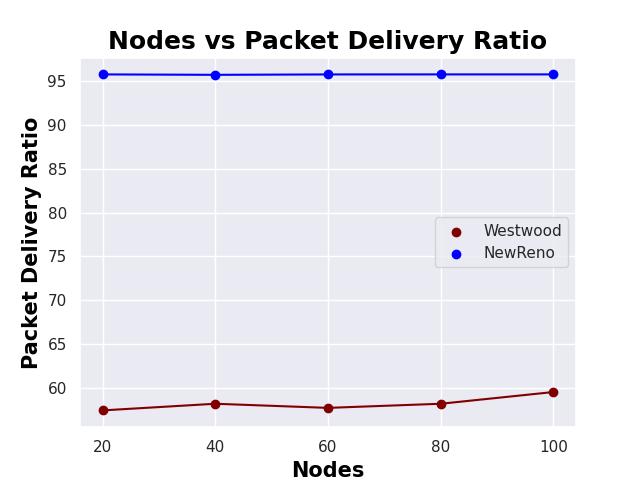 Nodes vs Packet Delivery Ratio
Packet Delivery Ratio
95
90
85
80
75
70
65
60
Westwood
NewReno
20 40 60 80 100
Nodes